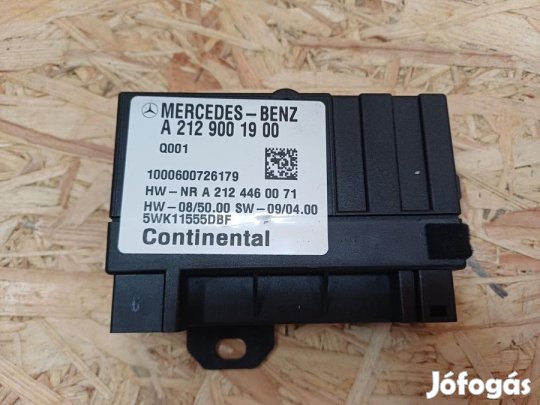 MERCEDES-BENZ
A 212 900 19 00
Q001
1000600726179
HW-NR A 212 446 00 71
HW-08/50.00 SW-09/04.00
5WK11555DBF
Continental
Jófogás